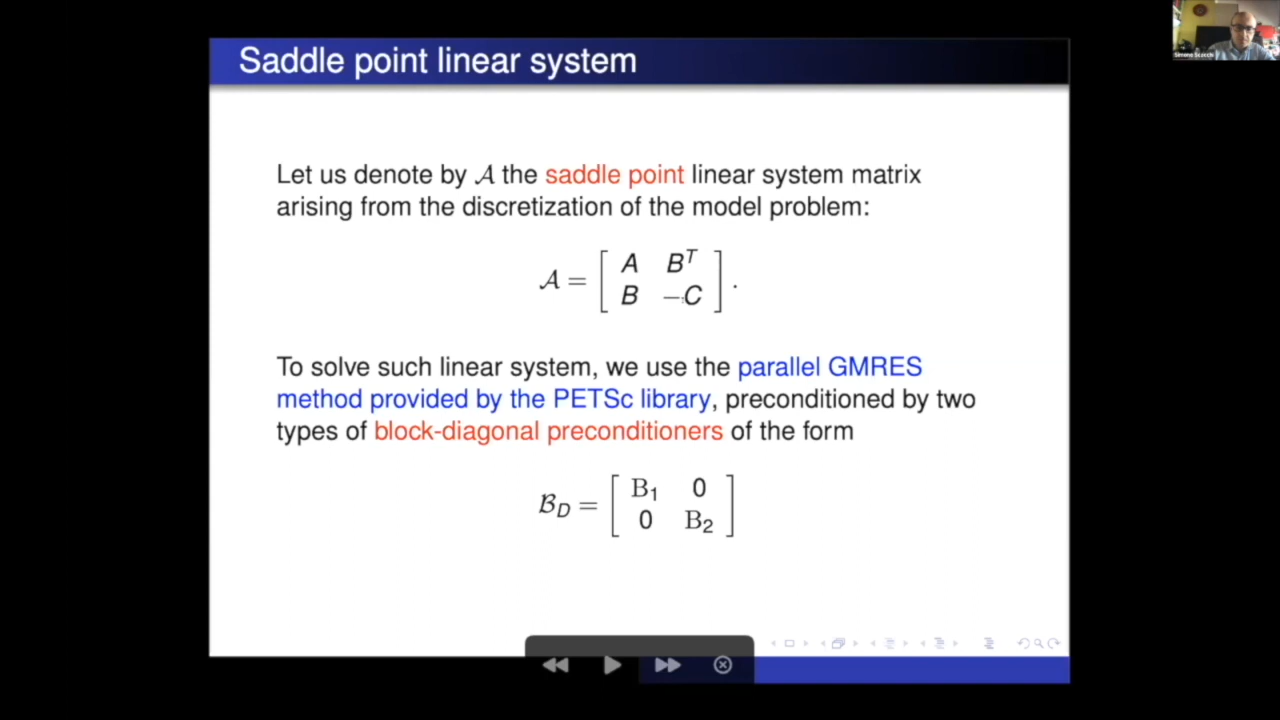 Saddle point linear system
Let us denote by 𝒜 the saddle point linear system matrix
arising from the discretization of the model problem:
𝒜 = [ A B^T
B −C ] .
To solve such linear system, we use the parallel GMRES
method provided by the PETSc library, preconditioned by two
types of block-diagonal preconditioners of the form
ℬ_D = [ B₁ 0
0 B₂ ]